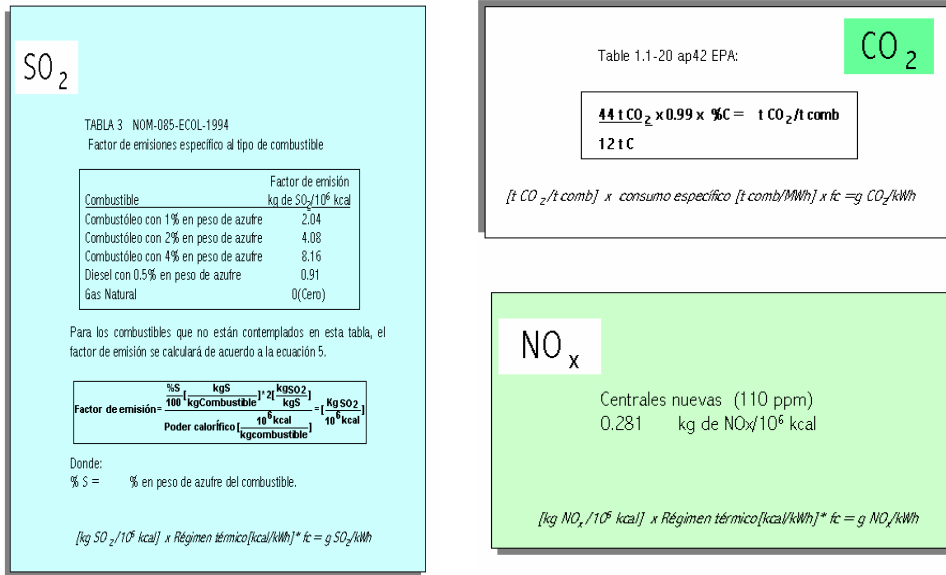 SO₂
TABLA 3 NOM-085-ECOL-1994
Factor de emisiones específico al tipo de combustible
Factor de emisión
Combustible kg de SO₂/10⁶ kcal
Combustóleo con 1% en peso de azufre 2.04
Combustóleo con 2% en peso de azufre 4.08
Combustóleo con 4% en peso de azufre 8.16
Diesel con 0.5% en peso de azufre 0.91
Gas Natural 0(Cero)
Para los combustibles que no están contemplados en esta tabla, el
factor de emisión se calculará de acuerdo a la ecuación 5.
%S/100 [kgS/kgCombustible]* 2[kgSO2/kgS]
Factor de emisión= =[Kg SO2/10⁶ kcal]
Poder calorífico [10⁶ kcal/kgcombustible]
Donde:
% S = % en peso de azufre del combustible.
[kg SO₂/10⁶ kcal] x Régimen térmico[kcal/kWh]* fc = g SO₂/kWh
CO₂
Table 1.1-20 ap42 EPA:
44 t CO₂ x 0.99 x %C = t CO₂/t comb
12 t C
[t CO₂/t comb] x consumo específico [t comb/MWh] x fc =g CO₂/kWh
NOₓ
Centrales nuevas (110 ppm)
0.281 kg de NOx/10⁶ kcal
[kg NOₓ/10⁶ kcal] x Régimen térmico[kcal/kWh]* fc = g NOₓ/kWh